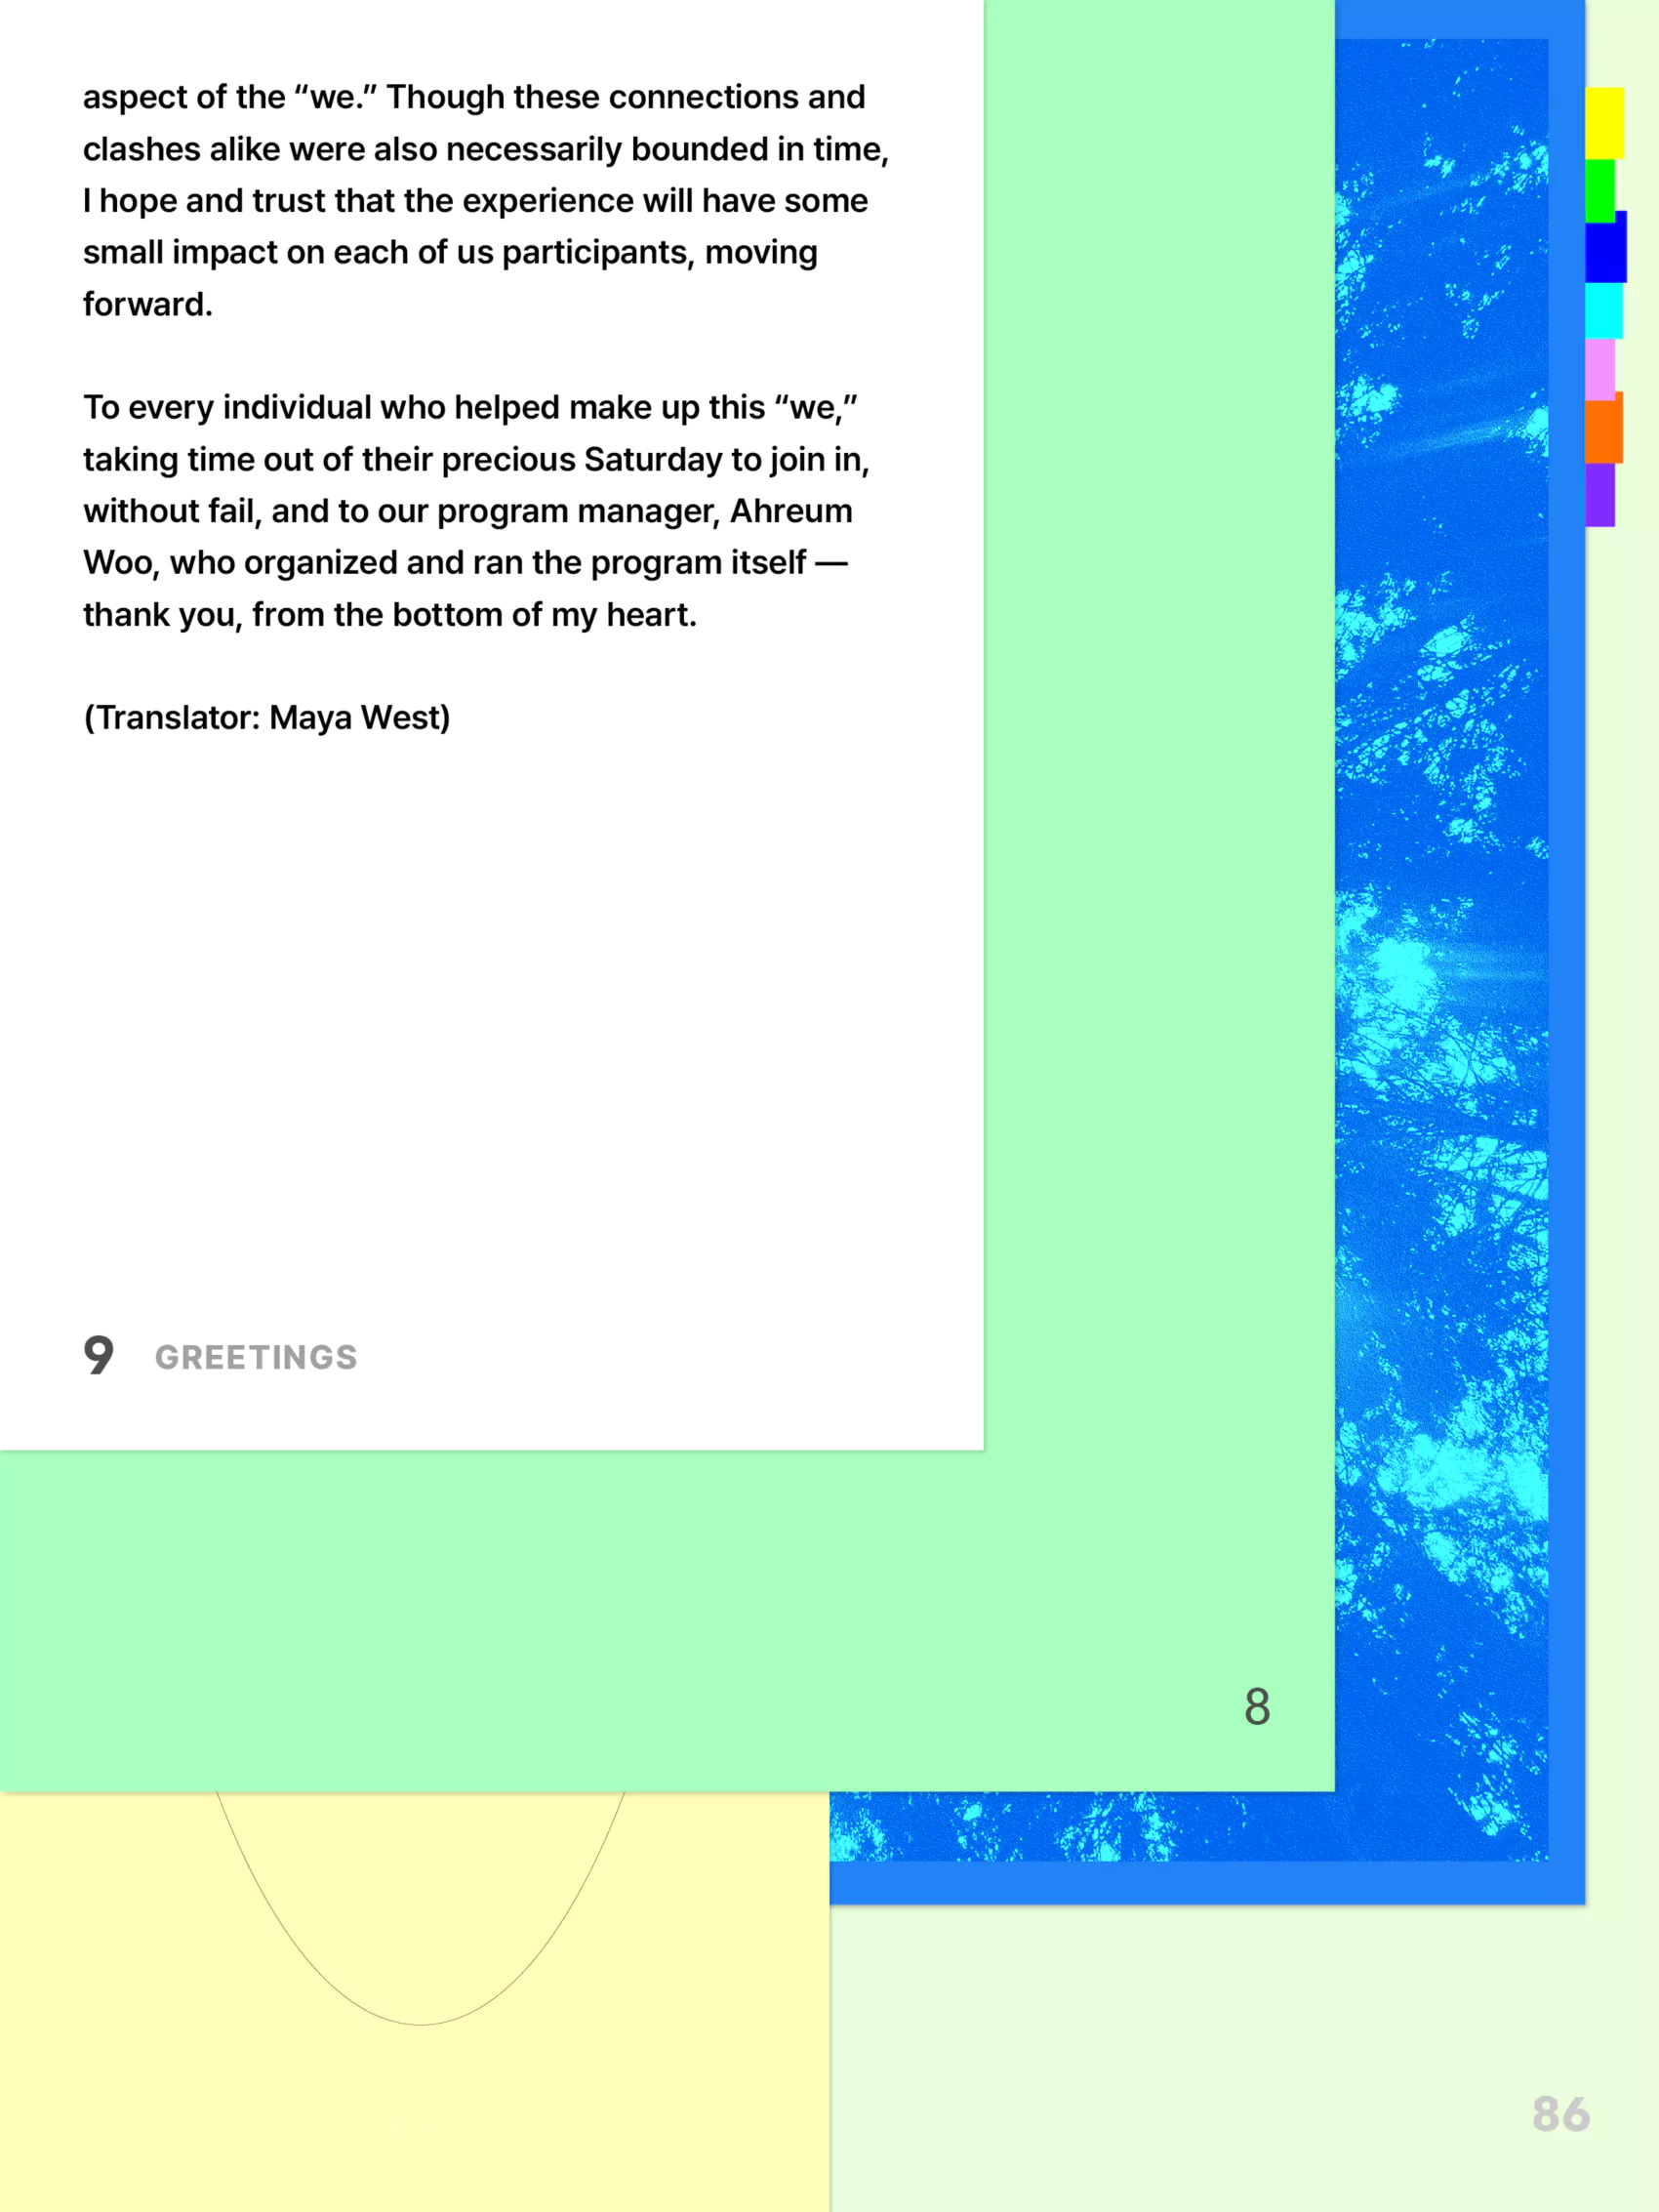 aspect of the “we.” Though these connections and
clashes alike were also necessarily bounded in time,
I hope and trust that the experience will have some
small impact on each of us participants, moving
forward.
To every individual who helped make up this “we,”
taking time out of their precious Saturday to join in,
without fail, and to our program manager, Ahreum
Woo, who organized and ran the program itself —
thank you, from the bottom of my heart.
(Translator: Maya West)
9 GREETINGS
8
86